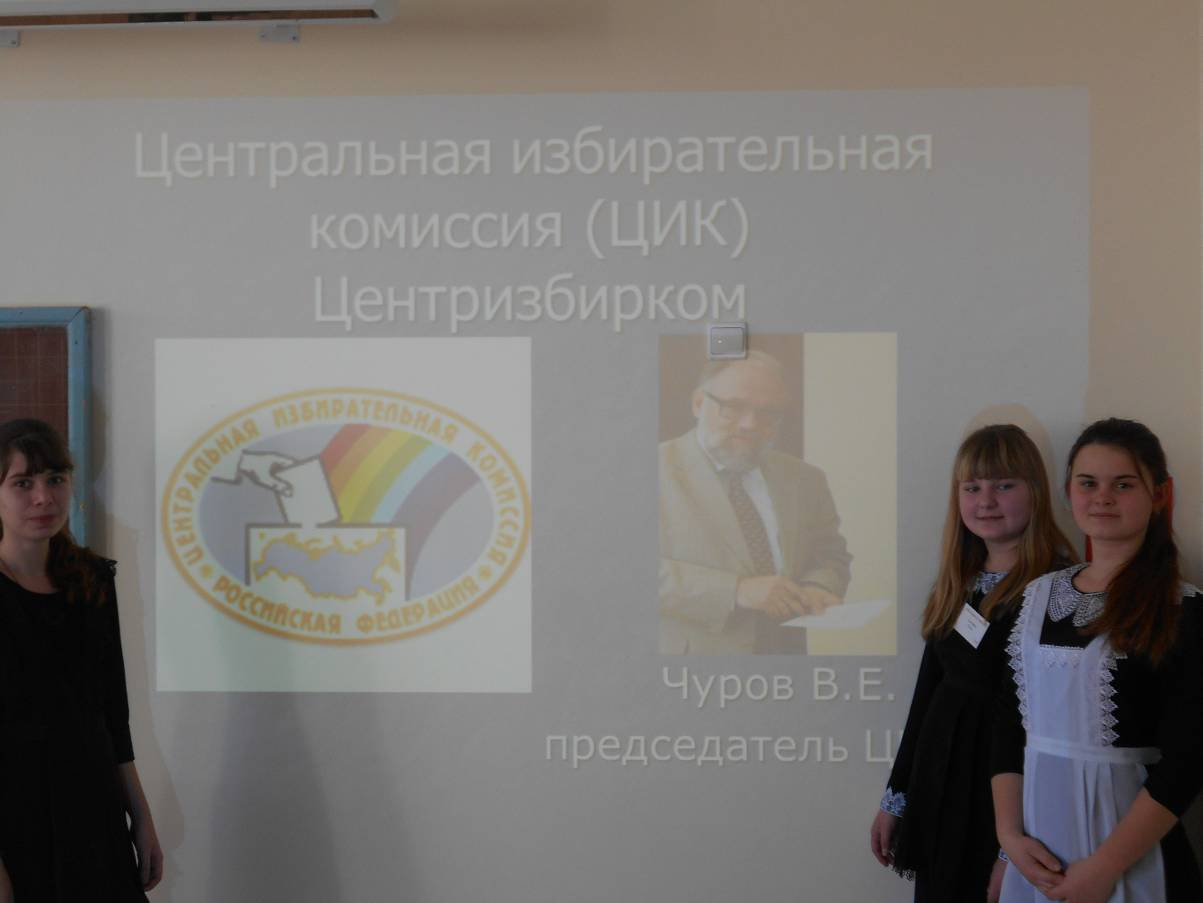 Центральная избирательная
комиссия (ЦИК)
Центризбирком
ЦЕНТРАЛЬНАЯ ИЗБИРАТЕЛЬНАЯ КОМИССИЯ
РОССИЙСКАЯ ФЕДЕРАЦИЯ
Чуров В.Е.
председатель